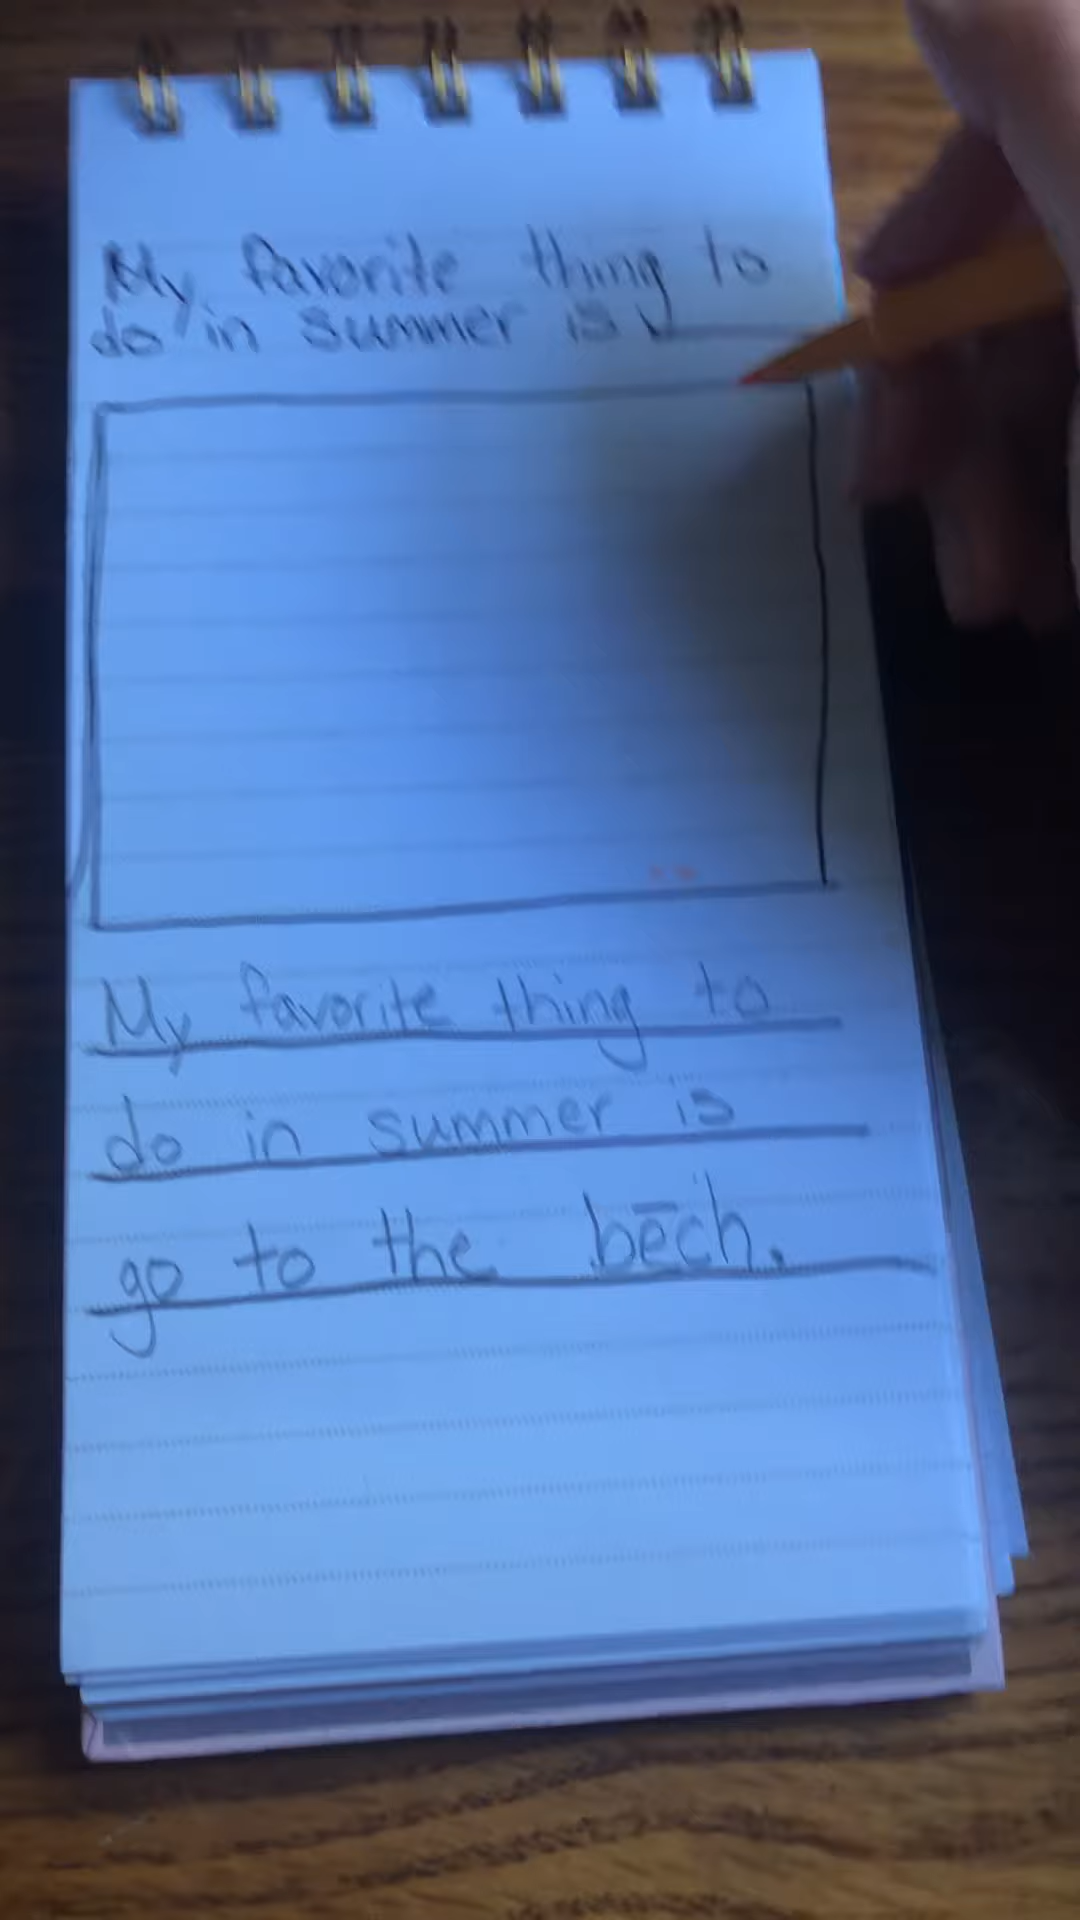 My favorite thing to
do in summer is ____
My favorite thing to
do in summer is
go to the bēch.